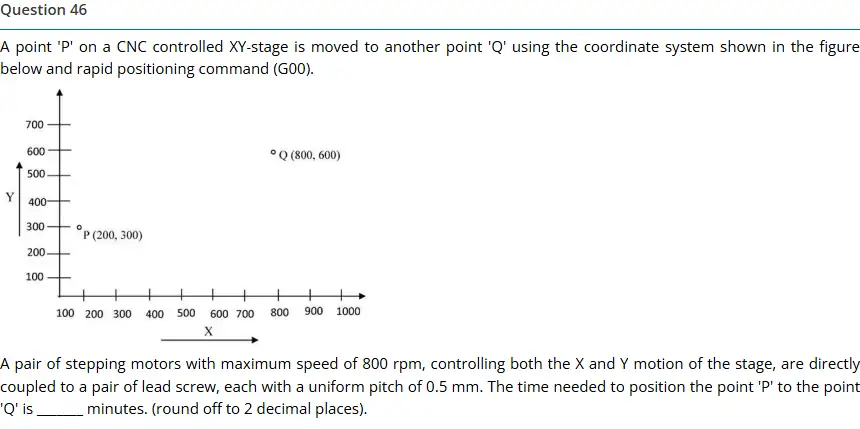 Question 46
A point 'P' on a CNC controlled XY-stage is moved to another point 'Q' using the coordinate system shown in the figure
below and rapid positioning command (G00).
700
600
Q (800, 600)
500
Y
400
300
P (200, 300)
200
100
100 200 300 400 500 600 700 800 900 1000
X
A pair of stepping motors with maximum speed of 800 rpm, controlling both the X and Y motion of the stage, are directly
coupled to a pair of lead screw, each with a uniform pitch of 0.5 mm. The time needed to position the point 'P' to the point
'Q' is ______ minutes. (round off to 2 decimal places).